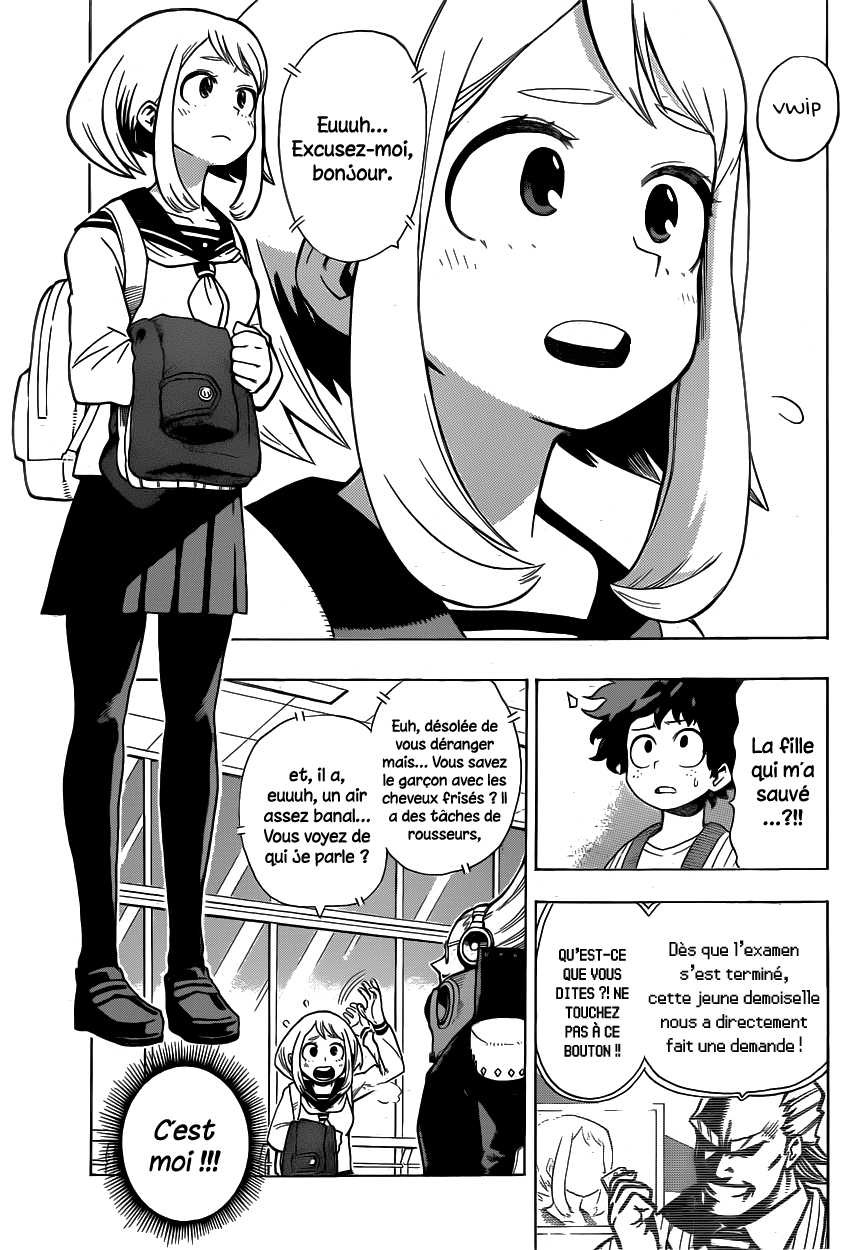 VWIP
Euuuh...
Excusez-moi,
bonjour.
La fille
qui m'a
sauvé
...?!!
Euh, désolée de
vous déranger
mais... Vous savez
le garçon avec les
cheveux frisés ? Il
a des tâches de
rousseurs,
et, il a,
euuuh, un air
assez banal...
Vous voyez de
qui je parle ?
C'est
moi !!!
Dès que l'examen
s'est terminé,
cette jeune demoiselle
nous a directement
fait une demande !
QU'EST-CE
QUE VOUS
DITES ?! NE
TOUCHEZ
PAS À CE
BOUTON !!